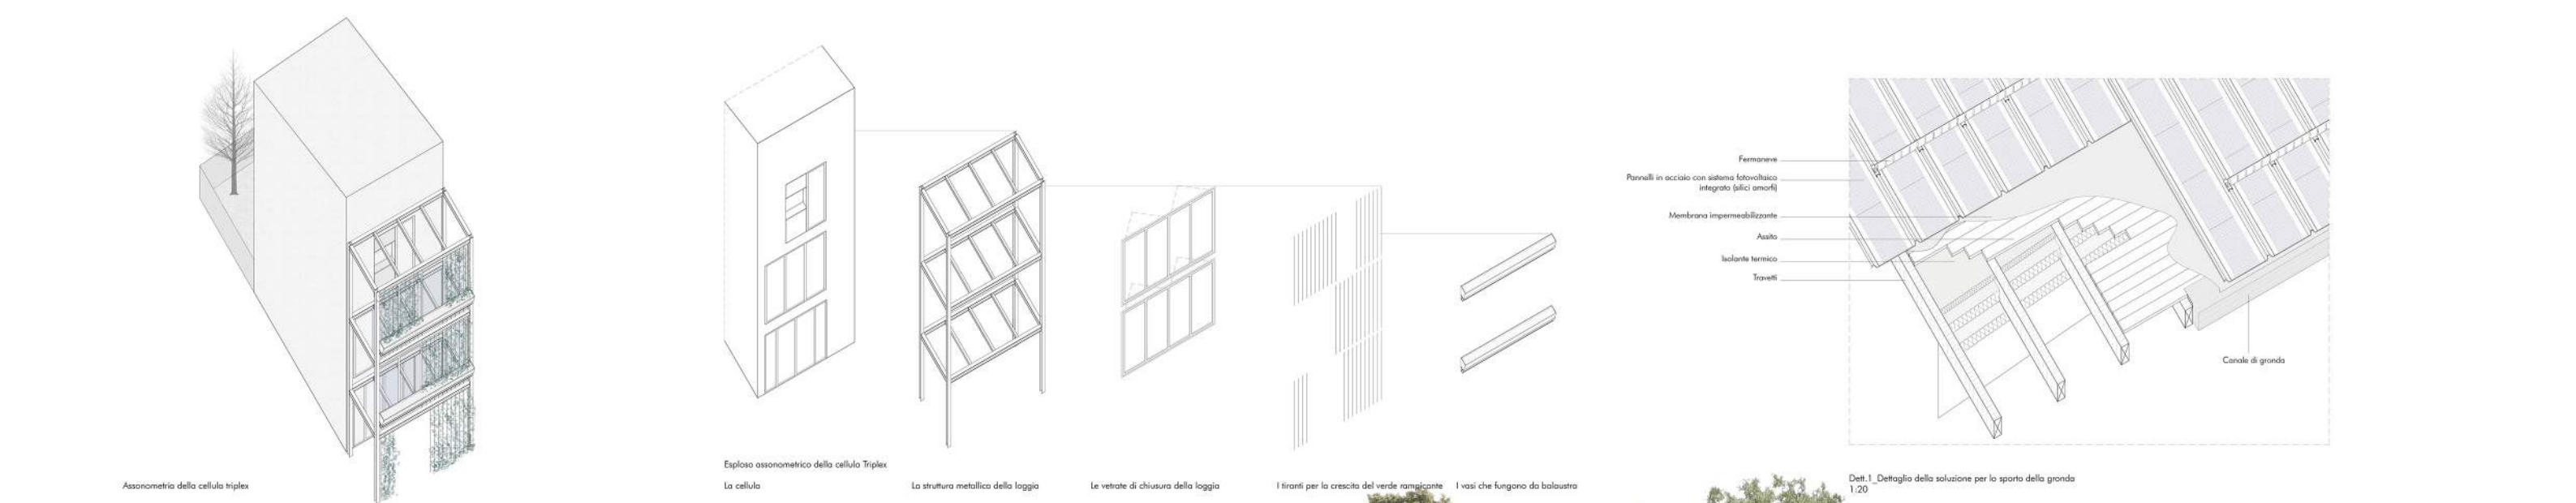 Assonometria della cellula triplex
Esploso assonometrico della cellula Triplex
La cellula
La struttura metallica della loggia
Le vetrate di chiusura della loggia
I tiranti per la crescita del verde rampicante
I vasi che fungono da balaustra
Fermaneve
Pannelli in acciaio con sistema fotovoltaico
integrato (silici amorfi)
Membrana impermeabilizzante
Assito
Isolante termico
Travetti
Canale di gronda
Dett.1_Dettaglio della soluzione per lo sporto della gronda
1:20